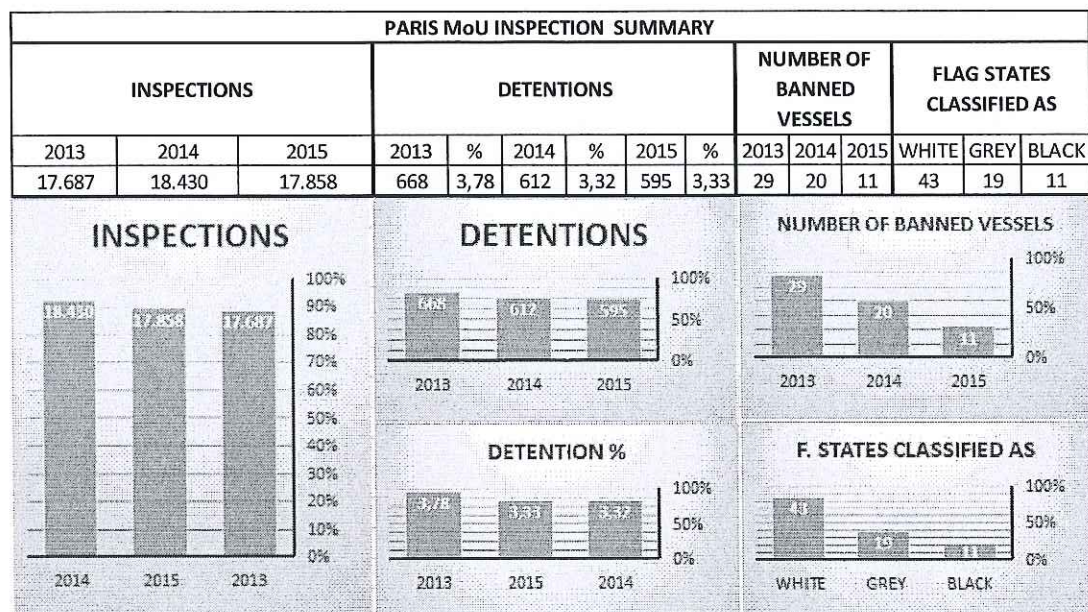 PARIS MoU INSPECTION SUMMARY
INSPECTIONS DETENTIONS NUMBER OF BANNED VESSELS FLAG STATES CLASSIFIED AS
2013 2014 2015 2013 % 2014 % 2015 % 2013 2014 2015 WHITE GREY BLACK
17.687 18.430 17.858 668 3,78 612 3,32 595 3,33 29 20 11 43 19 11
INSPECTIONS
100%
90%
80%
70%
60%
50%
40%
30%
20%
10%
0%
18.430 17.858 17.687
2014 2015 2013
DETENTIONS
100%
50%
0%
668 612 595
2013 2014 2015
DETENTION %
100%
50%
0%
3,78 3,33 3,32
2013 2015 2014
NUMBER OF BANNED VESSELS
100%
50%
0%
29 20 11
2013 2014 2015
F. STATES CLASSIFIED AS
100%
50%
0%
43 19 11
WHITE GREY BLACK